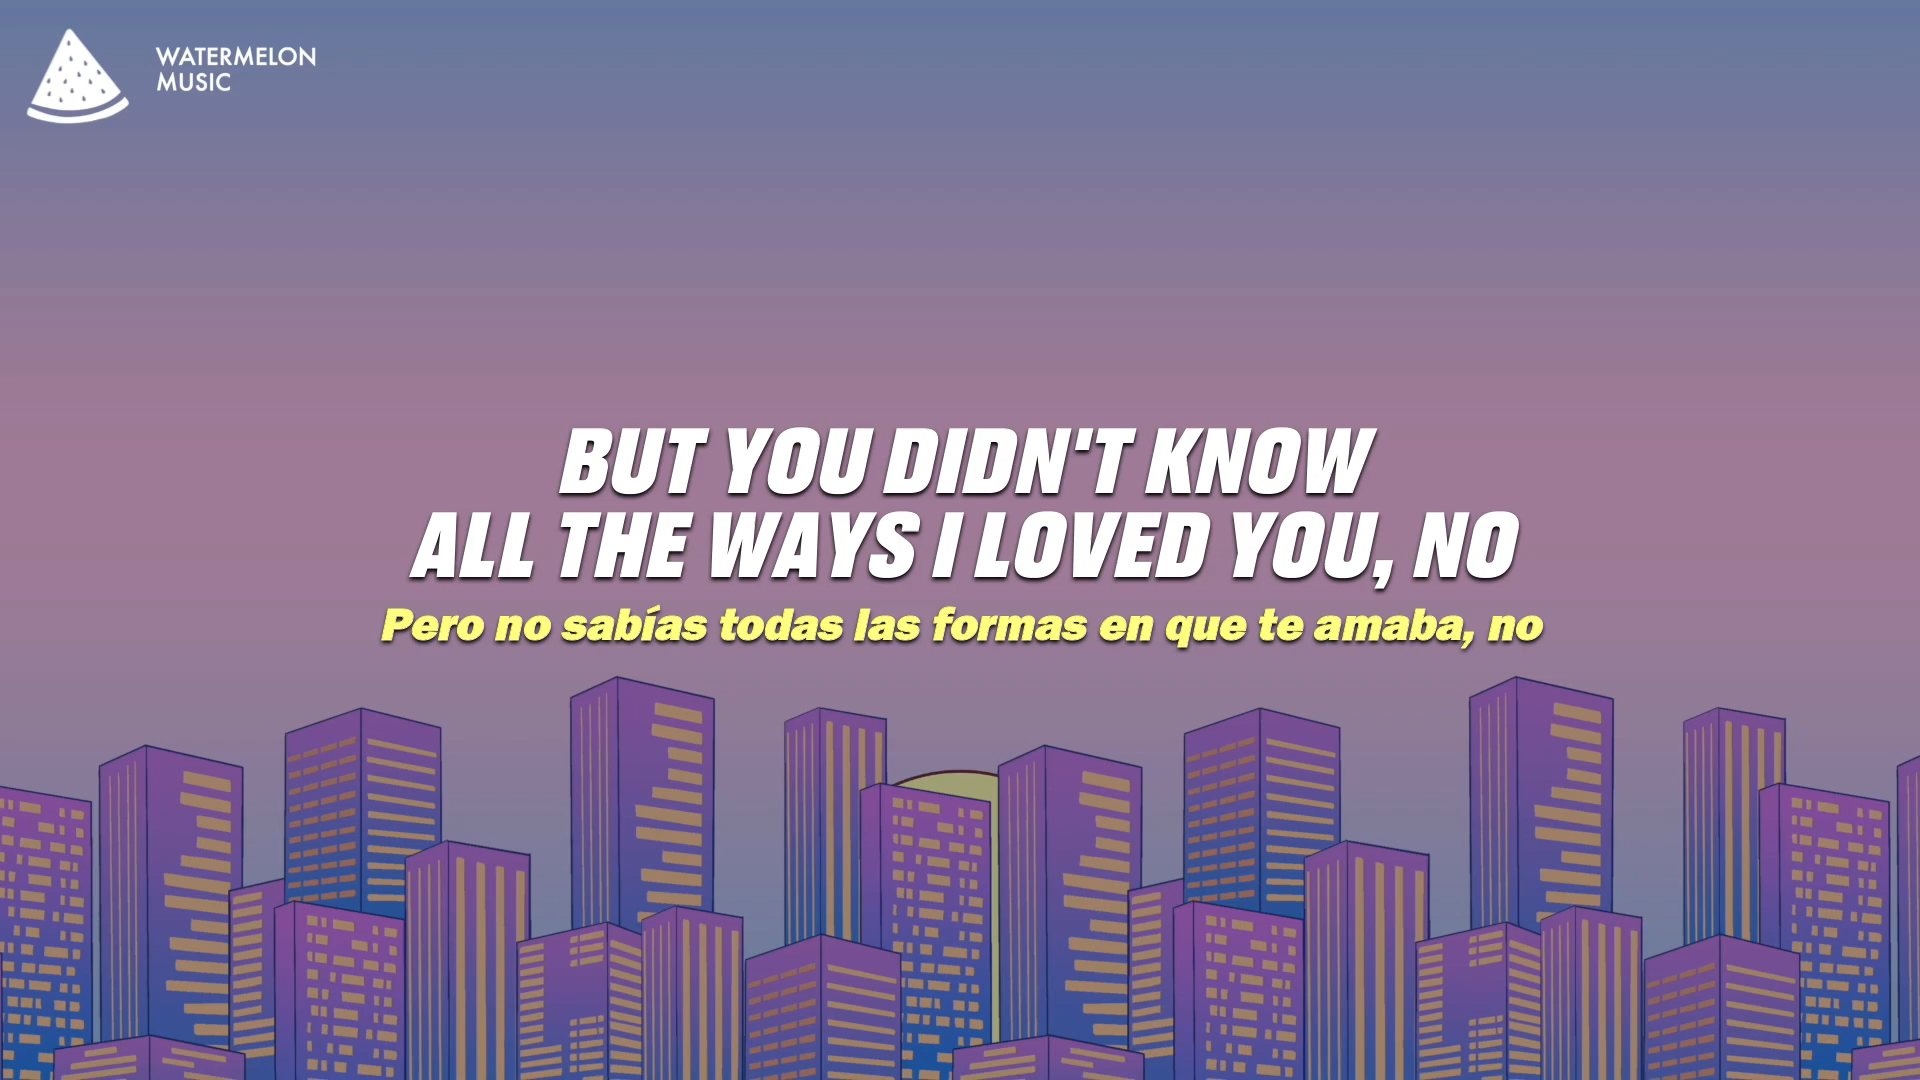 WATERMELON
MUSIC
BUT YOU DIDN'T KNOW
ALL THE WAYS I LOVED YOU, NO
Pero no sabías todas las formas en que te amaba, no